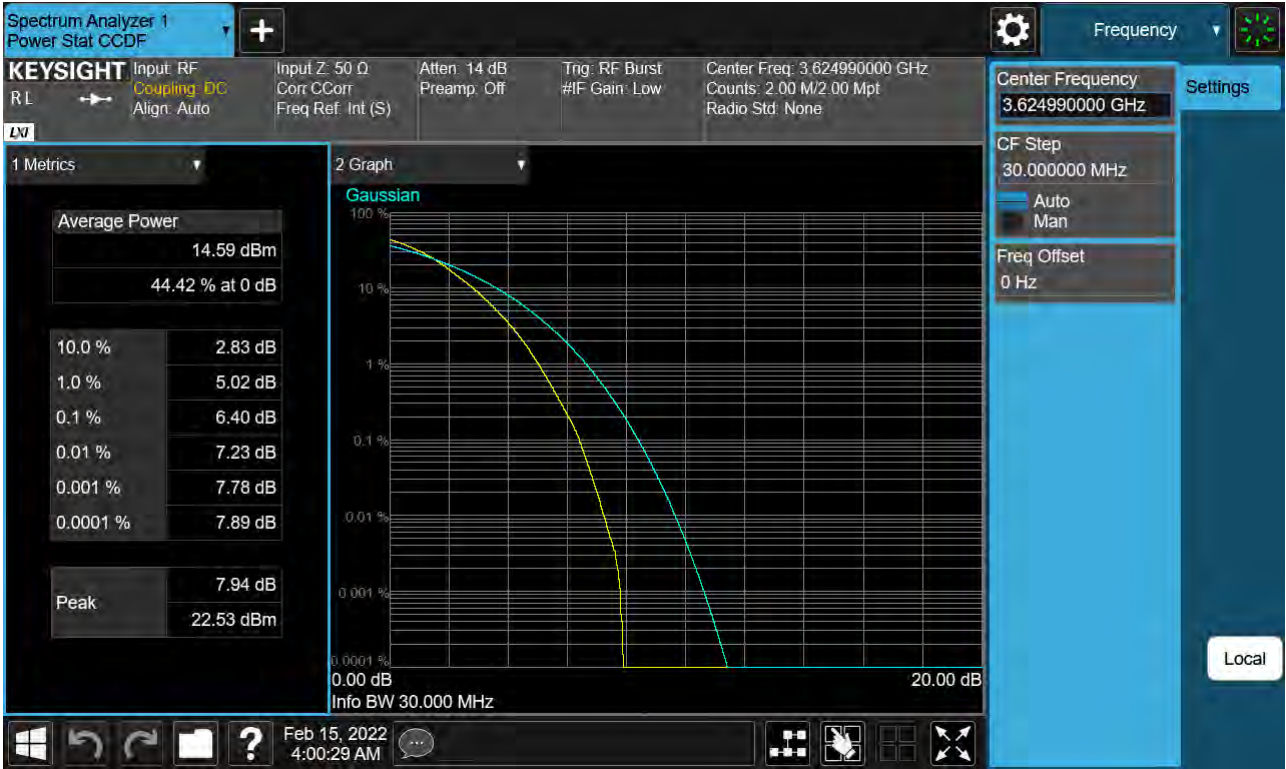 Spectrum Analyzer 1
Power Stat CCDF
+
Frequency
KEYSIGHT
R L
LXI
Input: RF
Coupling: DC
Align: Auto
Input Z: 50 Ω
Corr CCorr
Freq Ref: Int (S)
Atten: 14 dB
Preamp: Off
Trig: RF Burst
#IF Gain: Low
Center Freq: 3.624990000 GHz
Counts: 2.00 M/2.00 Mpt
Radio Std: None
Center Frequency
3.624990000 GHz
Settings
CF Step
30.000000 MHz
Auto
Man
Freq Offset
0 Hz
1 Metrics
Average Power
14.59 dBm
44.42 % at 0 dB
10.0 % 2.83 dB
1.0 % 5.02 dB
0.1 % 6.40 dB
0.01 % 7.23 dB
0.001 % 7.78 dB
0.0001 % 7.89 dB
Peak
7.94 dB
22.53 dBm
2 Graph
Gaussian
100 %
10 %
1 %
0.1 %
0.01 %
0.001 %
0.0001 %
0.00 dB 20.00 dB
Info BW 30.000 MHz
Local
?
Feb 15, 2022
4:00:29 AM